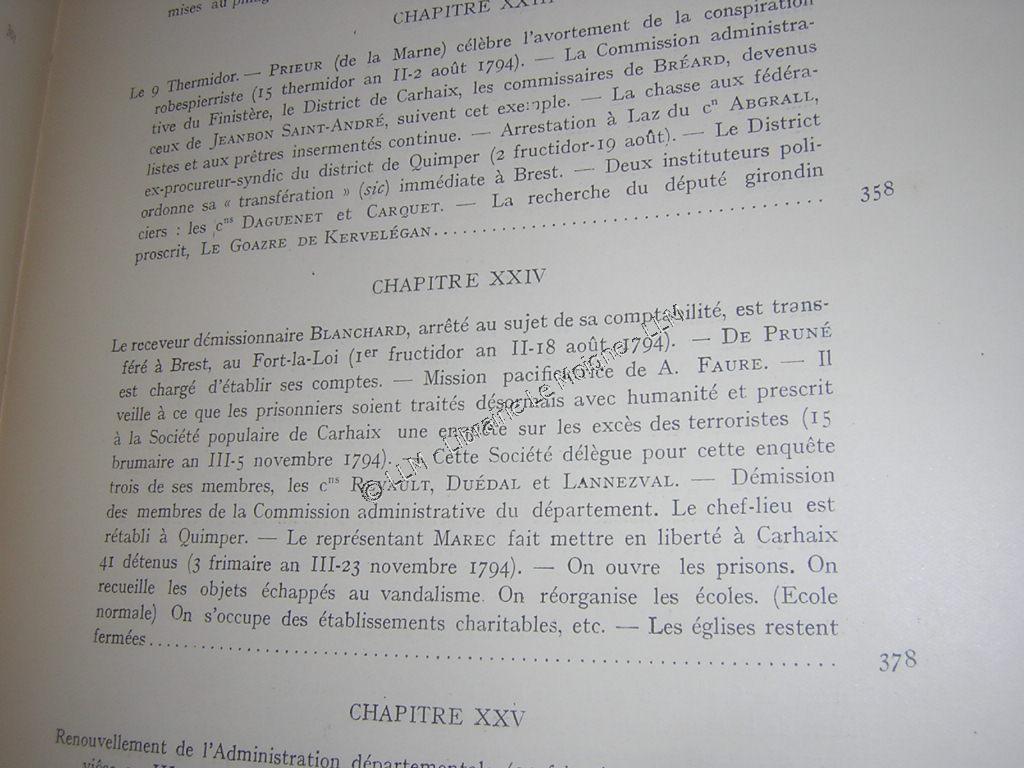 mises au
CHAPITRE XXIII
Le 9 Thermidor. — PRIEUR (de la Marne) célèbre l'avortement de la conspiration
robespierriste (15 thermidor an II-2 août 1794). — La Commission administra-
tive du Finistère, le District de Carhaix, les commissaires de BRÉARD, devenus
ceux de JEANBON SAINT-ANDRÉ, suivent cet exemple. — La chasse aux fédéra-
listes et aux prêtres insermentés continue. — Arrestation à Laz du cn ABGRALL,
ex-procureur-syndic du district de Quimper (2 fructidor-19 août). — Le District
ordonne sa « transfération » (sic) immédiate à Brest. — Deux instituteurs poli-
ciers : les cns DAGUENET et CARQUET. — La recherche du député girondin
proscrit, LE GOAZRE DE KERVELÉGAN........................................ 358
CHAPITRE XXIV
Le receveur démissionnaire BLANCHARD, arrêté au sujet de sa comptabilité, est trans-
féré à Brest, au Fort-la-Loi (1er fructidor an II-18 août 1794). — DE PRUNÉ
est chargé d'établir ses comptes. — Mission pacificatrice de A. FAURE. — Il
veille à ce que les prisonniers soient traités désormais avec humanité et prescrit
à la Société populaire de Carhaix une enquête sur les excès des terroristes (15
brumaire an III-5 novembre 1794). — Cette Société délègue pour cette enquête
trois de ses membres, les cns REVAULT, DUÉDAL et LANNEZVAL. — Démission
des membres de la Commission administrative du département. Le chef-lieu est
rétabli à Quimper. — Le représentant MAREC fait mettre en liberté à Carhaix
41 détenus (3 frimaire an III-23 novembre 1794). — On ouvre les prisons. On
recueille les objets échappés au vandalisme. On réorganise les écoles. (Ecole
normale) On s'occupe des établissements charitables, etc. — Les églises restent
fermées........................................................ 378
© LLM - Librairie Le Moigne - LLM
CHAPITRE XXV
Renouvellement de l'Administration départementale